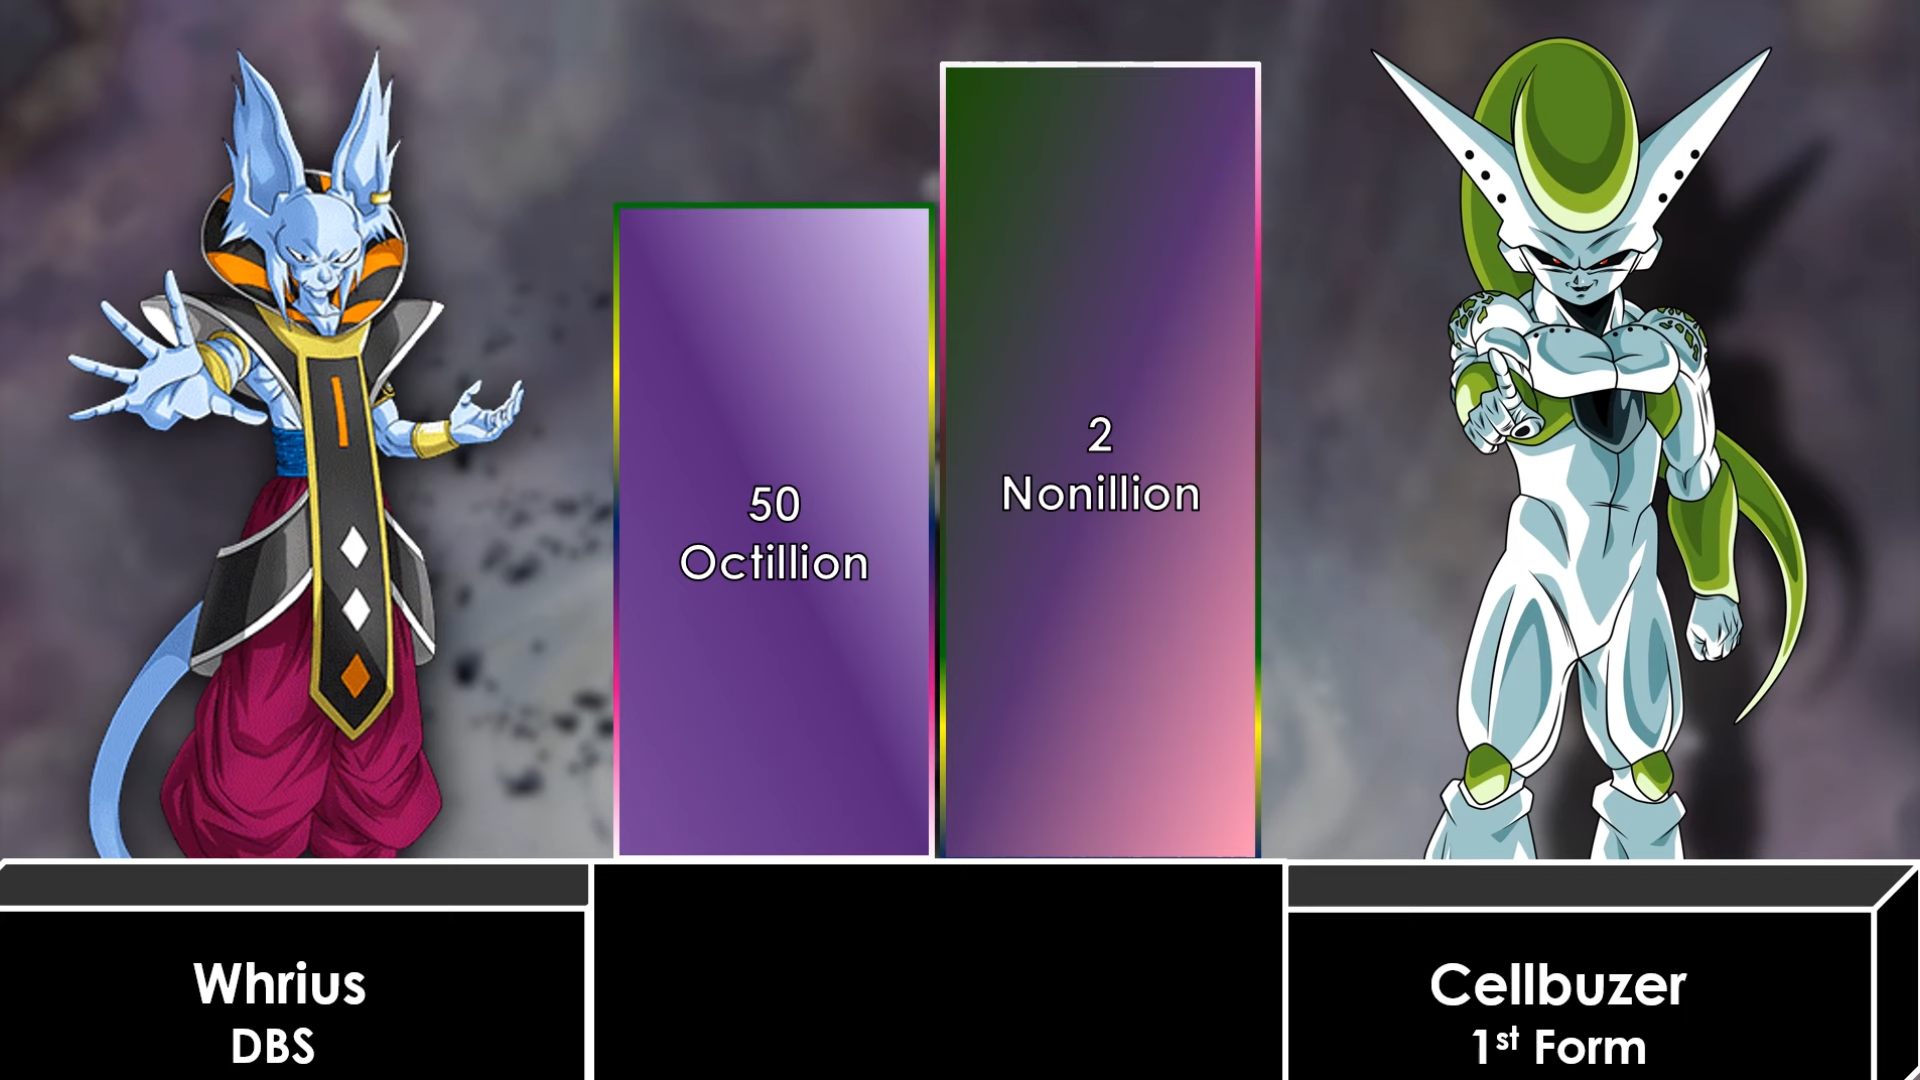 50
Octillion
2
Nonillion
Whrius
DBS
Cellbuzer
1st Form